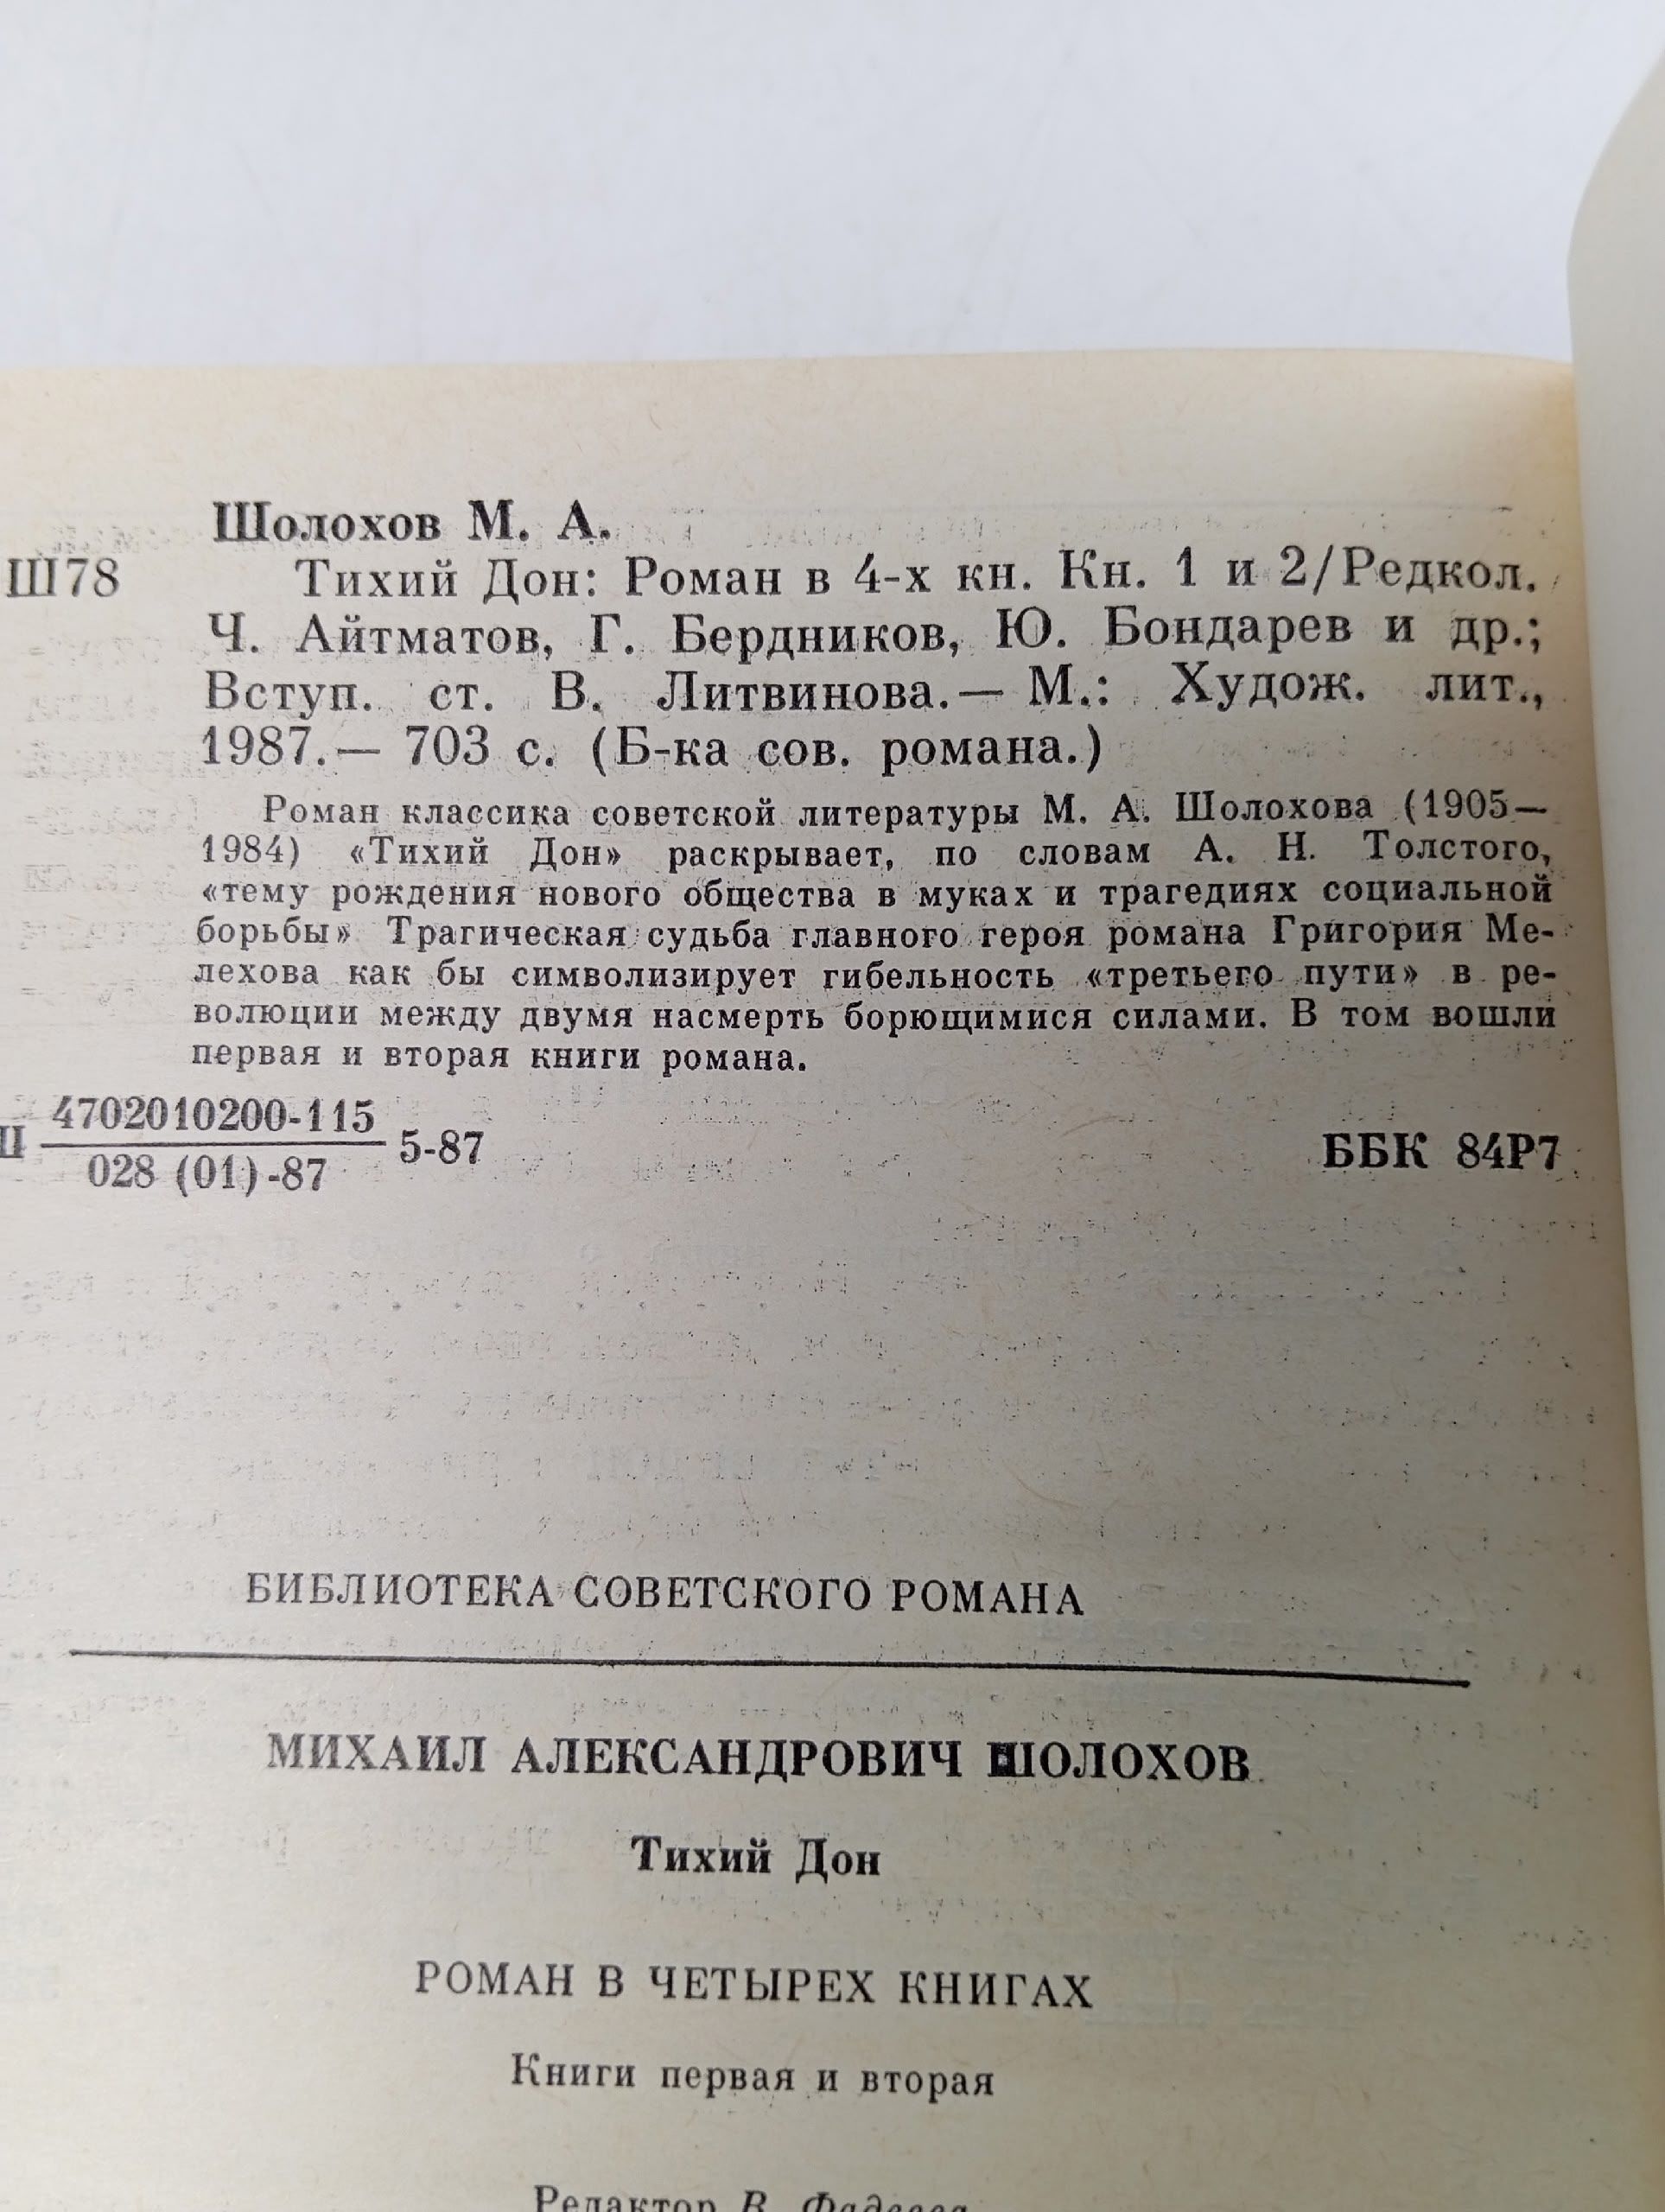 Шолохов М. А.
Ш78 Тихий Дон: Роман в 4-х кн. Кн. 1 и 2/Редкол.
Ч. Айтматов, Г. Бердников, Ю. Бондарев и др.;
Вступ. ст. В. Литвинова.— М.: Худож. лит.,
1987.— 703 с. (Б-ка сов. романа.)
Роман классика советской литературы М. А. Шолохова (1905—
1984) «Тихий Дон» раскрывает, по словам А. Н. Толстого,
«тему рождения нового общества в муках и трагедиях социальной
борьбы» Трагическая судьба главного героя романа Григория Ме-
лехова как бы символизирует гибельность «третьего пути» в ре-
волюции между двумя насмерть борющимися силами. В том вошли
первая и вторая книги романа.
4702010200-115
028 (01)-87
5-87
ББК 84Р7
БИБЛИОТЕКА СОВЕТСКОГО РОМАНА
МИХАИЛ АЛЕКСАНДРОВИЧ ШОЛОХОВ
Тихий Дон
РОМАН В ЧЕТЫРЕХ КНИГАХ
Книги первая и вторая
Редактор В.